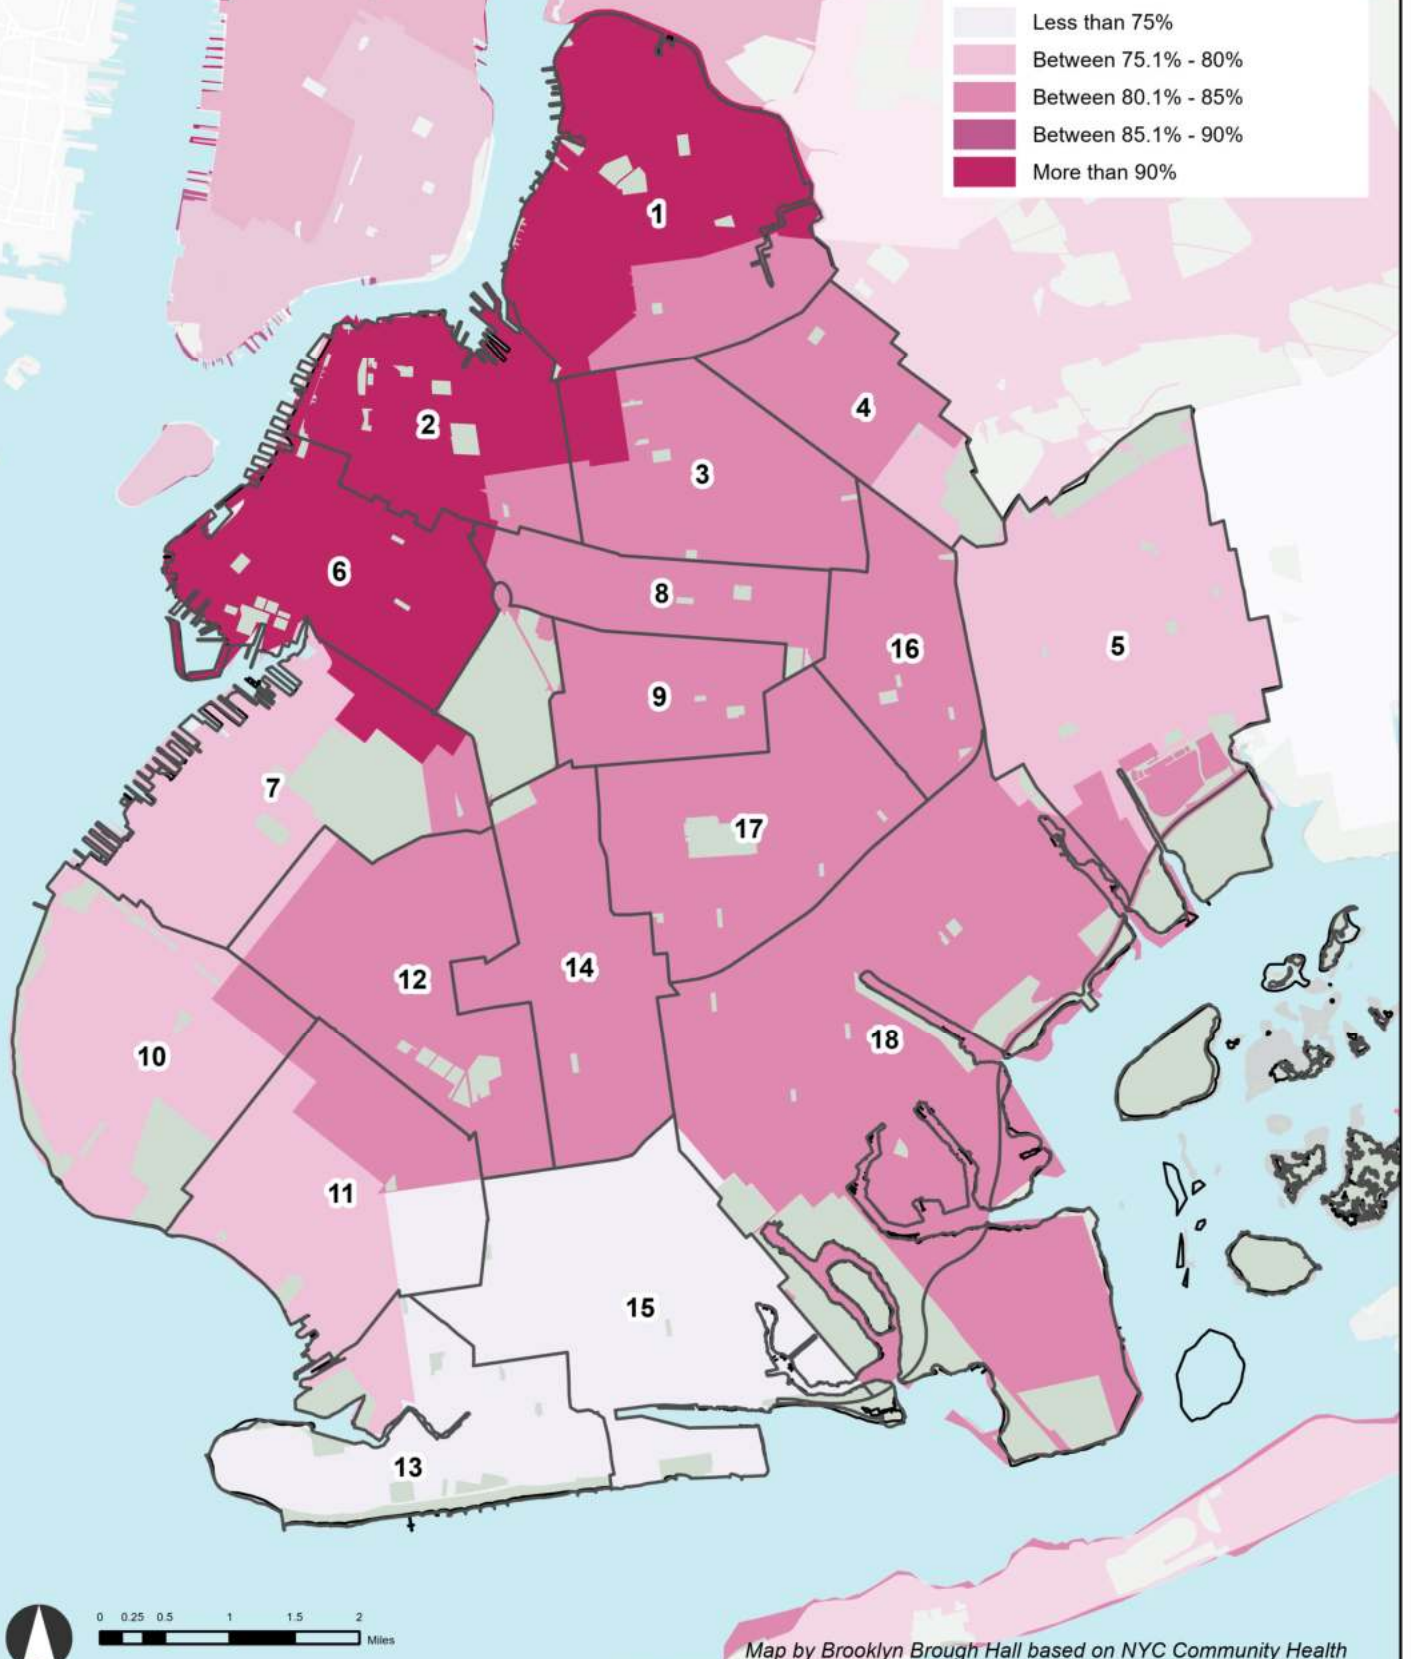 Less than 75%
Between 75.1% - 80%
Between 80.1% - 85%
Between 85.1% - 90%
More than 90%
1
2
4
3
6
8
16
5
9
7
17
12
14
18
10
11
15
13
0 0.25 0.5 1 1.5 2
Miles
Map by Brooklyn Brough Hall based on NYC Community Health